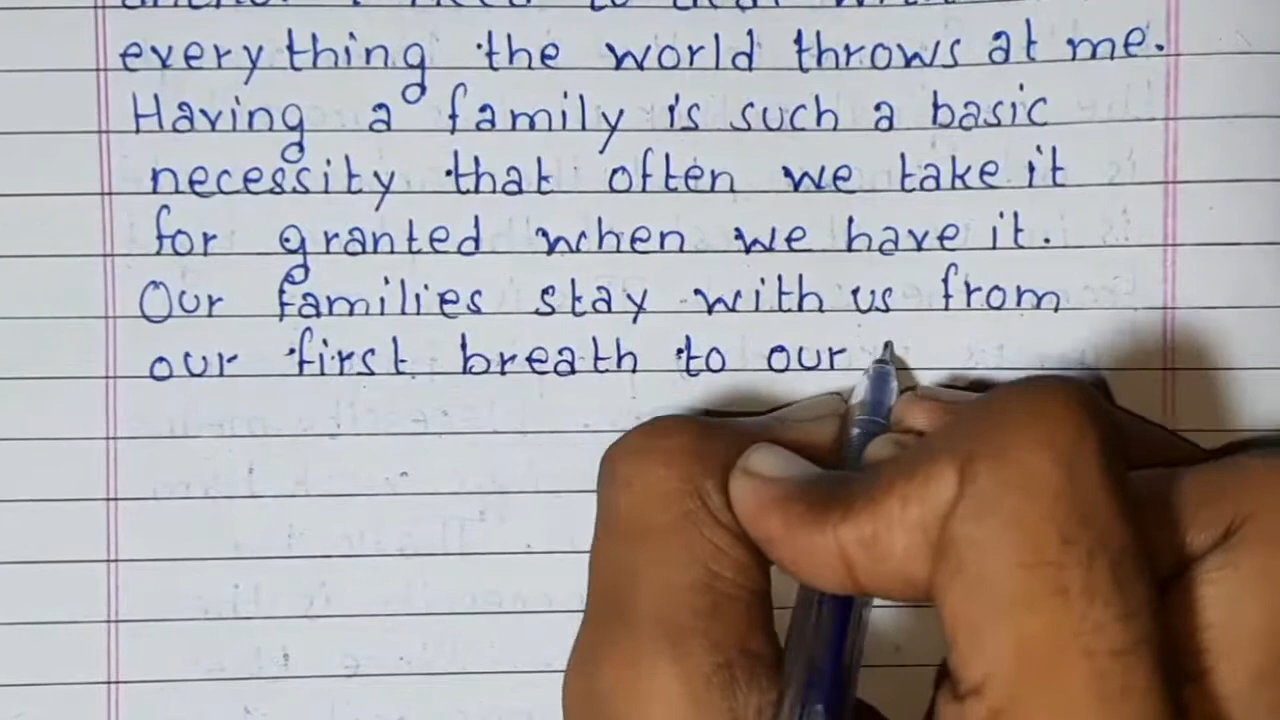 everything the world throws at me.
Having a family is such a basic
necessity that often we take it
for granted when we have it.
Our families stay with us from
our first breath to our